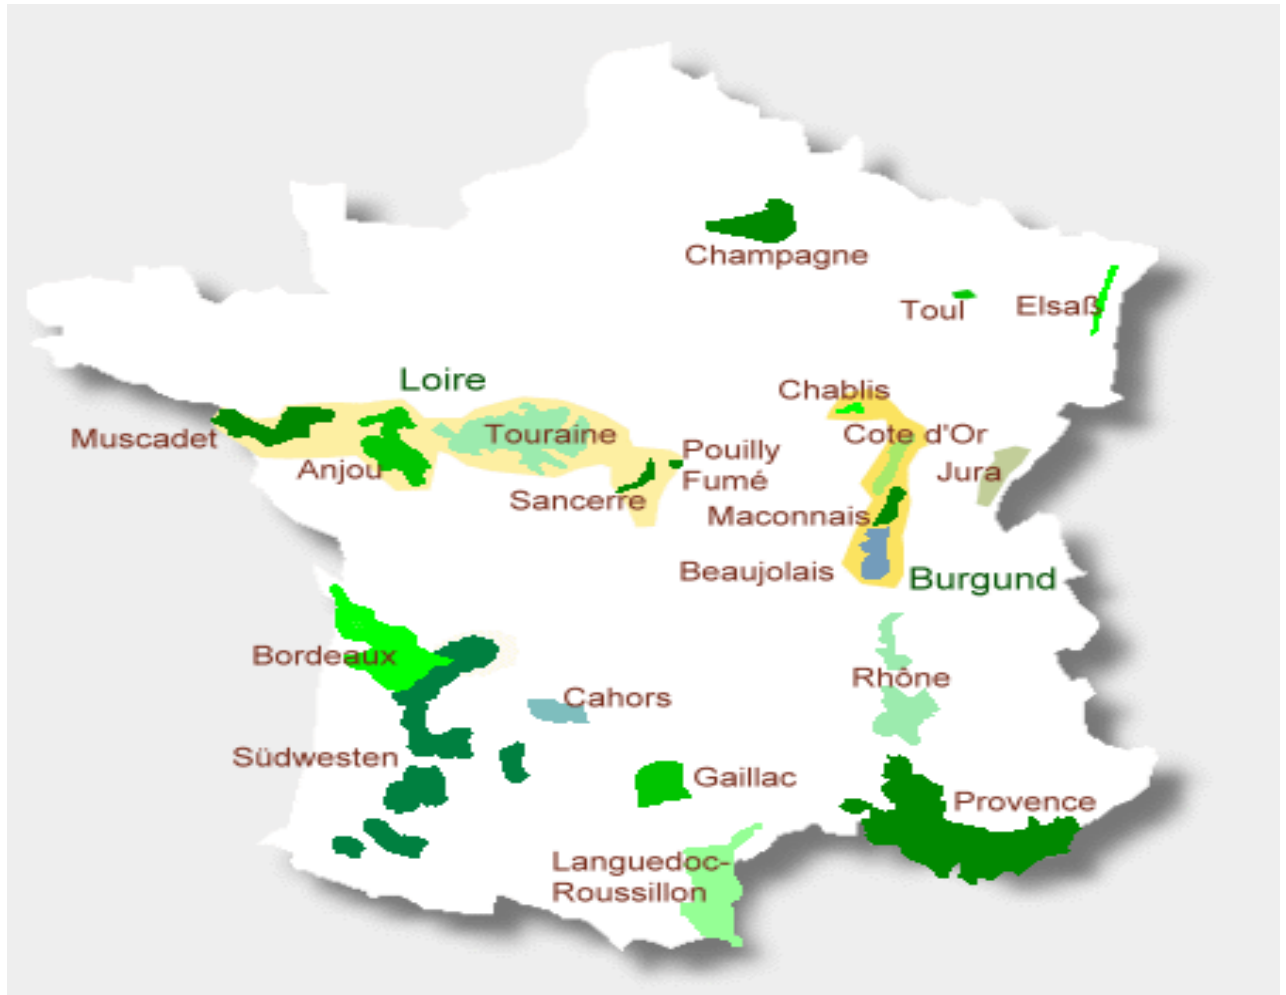 Champagne
Toul
Elsaß
Loire
Chablis
Muscadet
Touraine
Cote d'Or
Pouilly
Fumé
Anjou
Jura
Sancerre
Maconnais
Beaujolais
Burgund
Bordeaux
Rhône
Cahors
Südwesten
Gaillac
Provence
Languedoc-
Roussillon